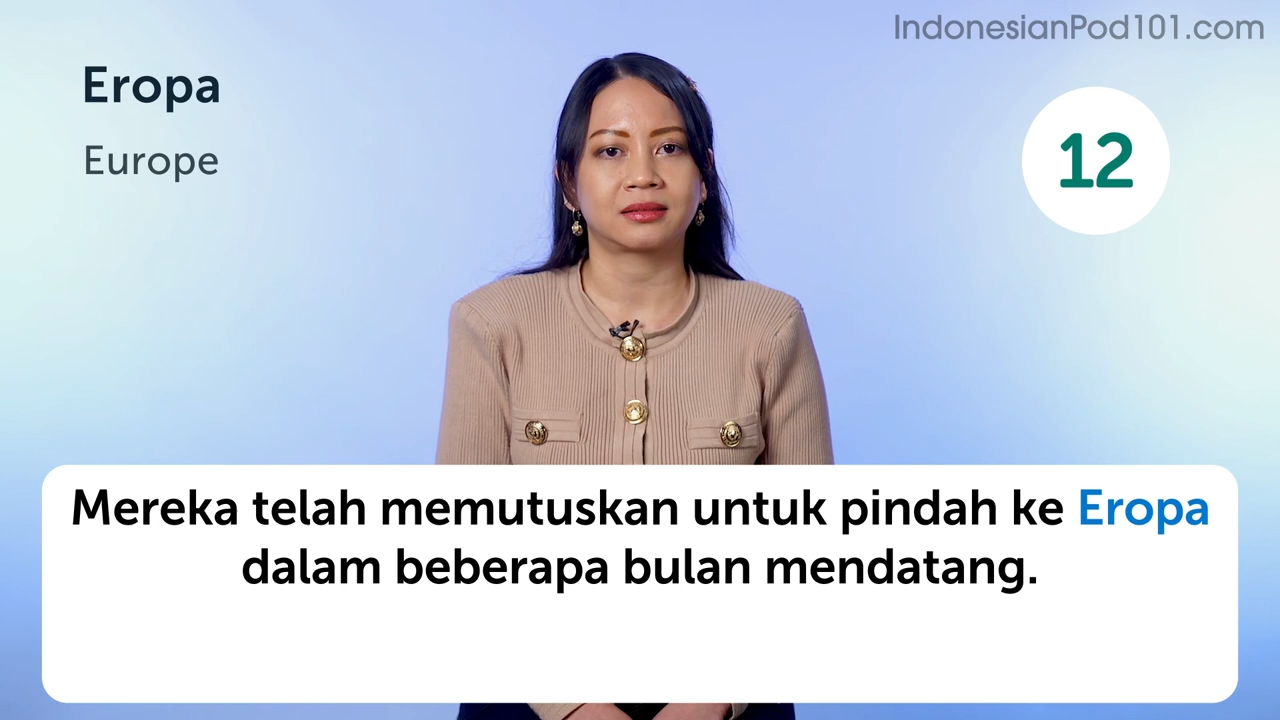 IndonesianPod101.com
Eropa
Europe
12
Mereka telah memutuskan untuk pindah ke Eropa
dalam beberapa bulan mendatang.